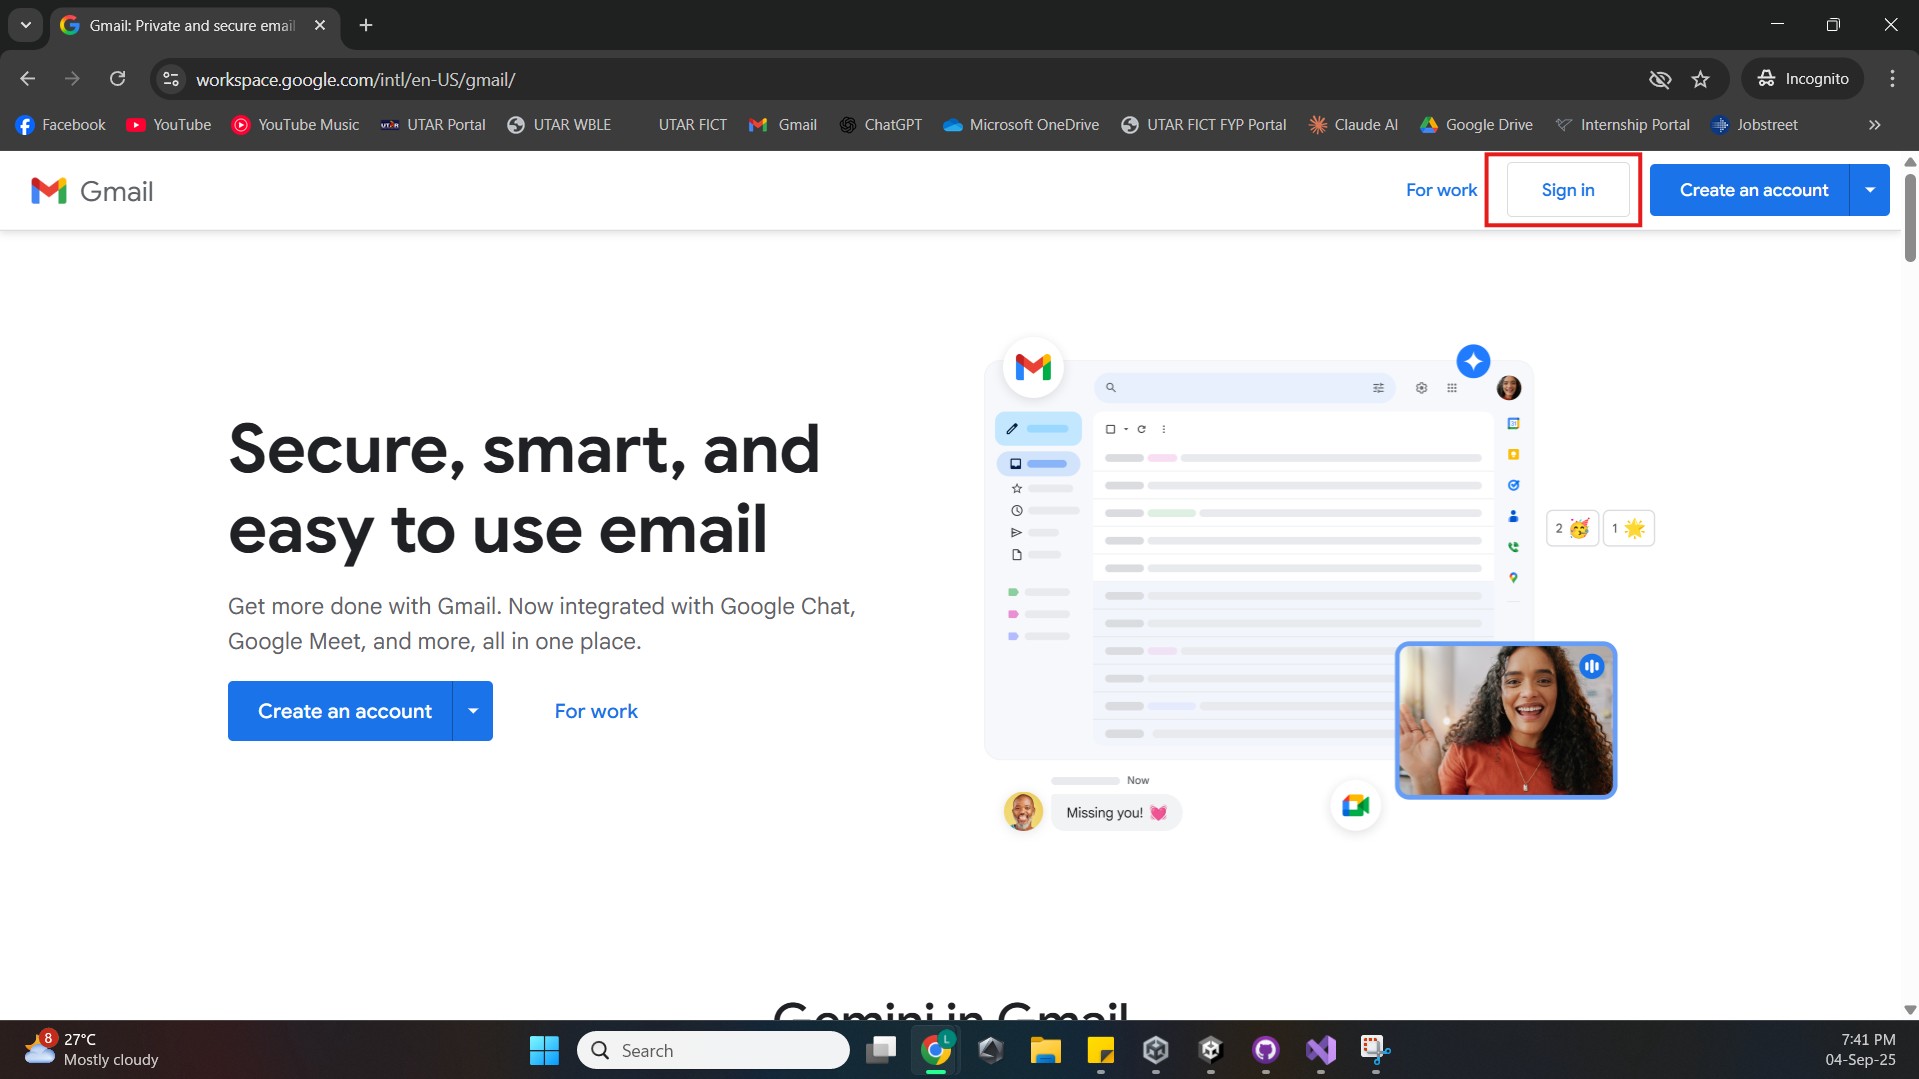 Gmail: Private and secure email
workspace.google.com/intl/en-US/gmail/
Incognito
Facebook
YouTube
YouTube Music
UTAR Portal
UTAR WBLE
UTAR FICT
Gmail
ChatGPT
Microsoft OneDrive
UTAR FICT FYP Portal
Claude AI
Google Drive
Internship Portal
Jobstreet
Gmail
For work
Sign in
Create an account
Secure, smart, and
easy to use email
Get more done with Gmail. Now integrated with Google Chat,
Google Meet, and more, all in one place.
Create an account
For work
2
1
Now
Missing you!
Gemini in Gmail
8
27°C
Mostly cloudy
Search
7:41 PM
04-Sep-25